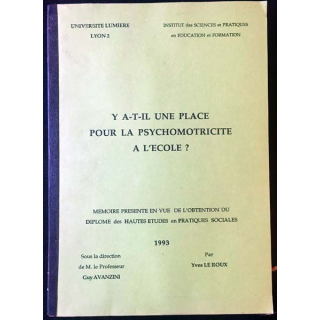 UNIVERSITE LUMIERE
LYON 2
INSTITUT des SCIENCES et PRATIQUES
en EDUCATION et FORMATION
Y A-T-IL UNE PLACE
POUR LA PSYCHOMOTRICITE
A L'ECOLE ?
MEMOIRE PRESENTE EN VUE DE L'OBTENTION DU
DIPLOME des HAUTES ETUDES en PRATIQUES SOCIALES
1993
Sous la direction
de M. le Professeur
Guy AVANZINI
Par
Yves LE ROUX